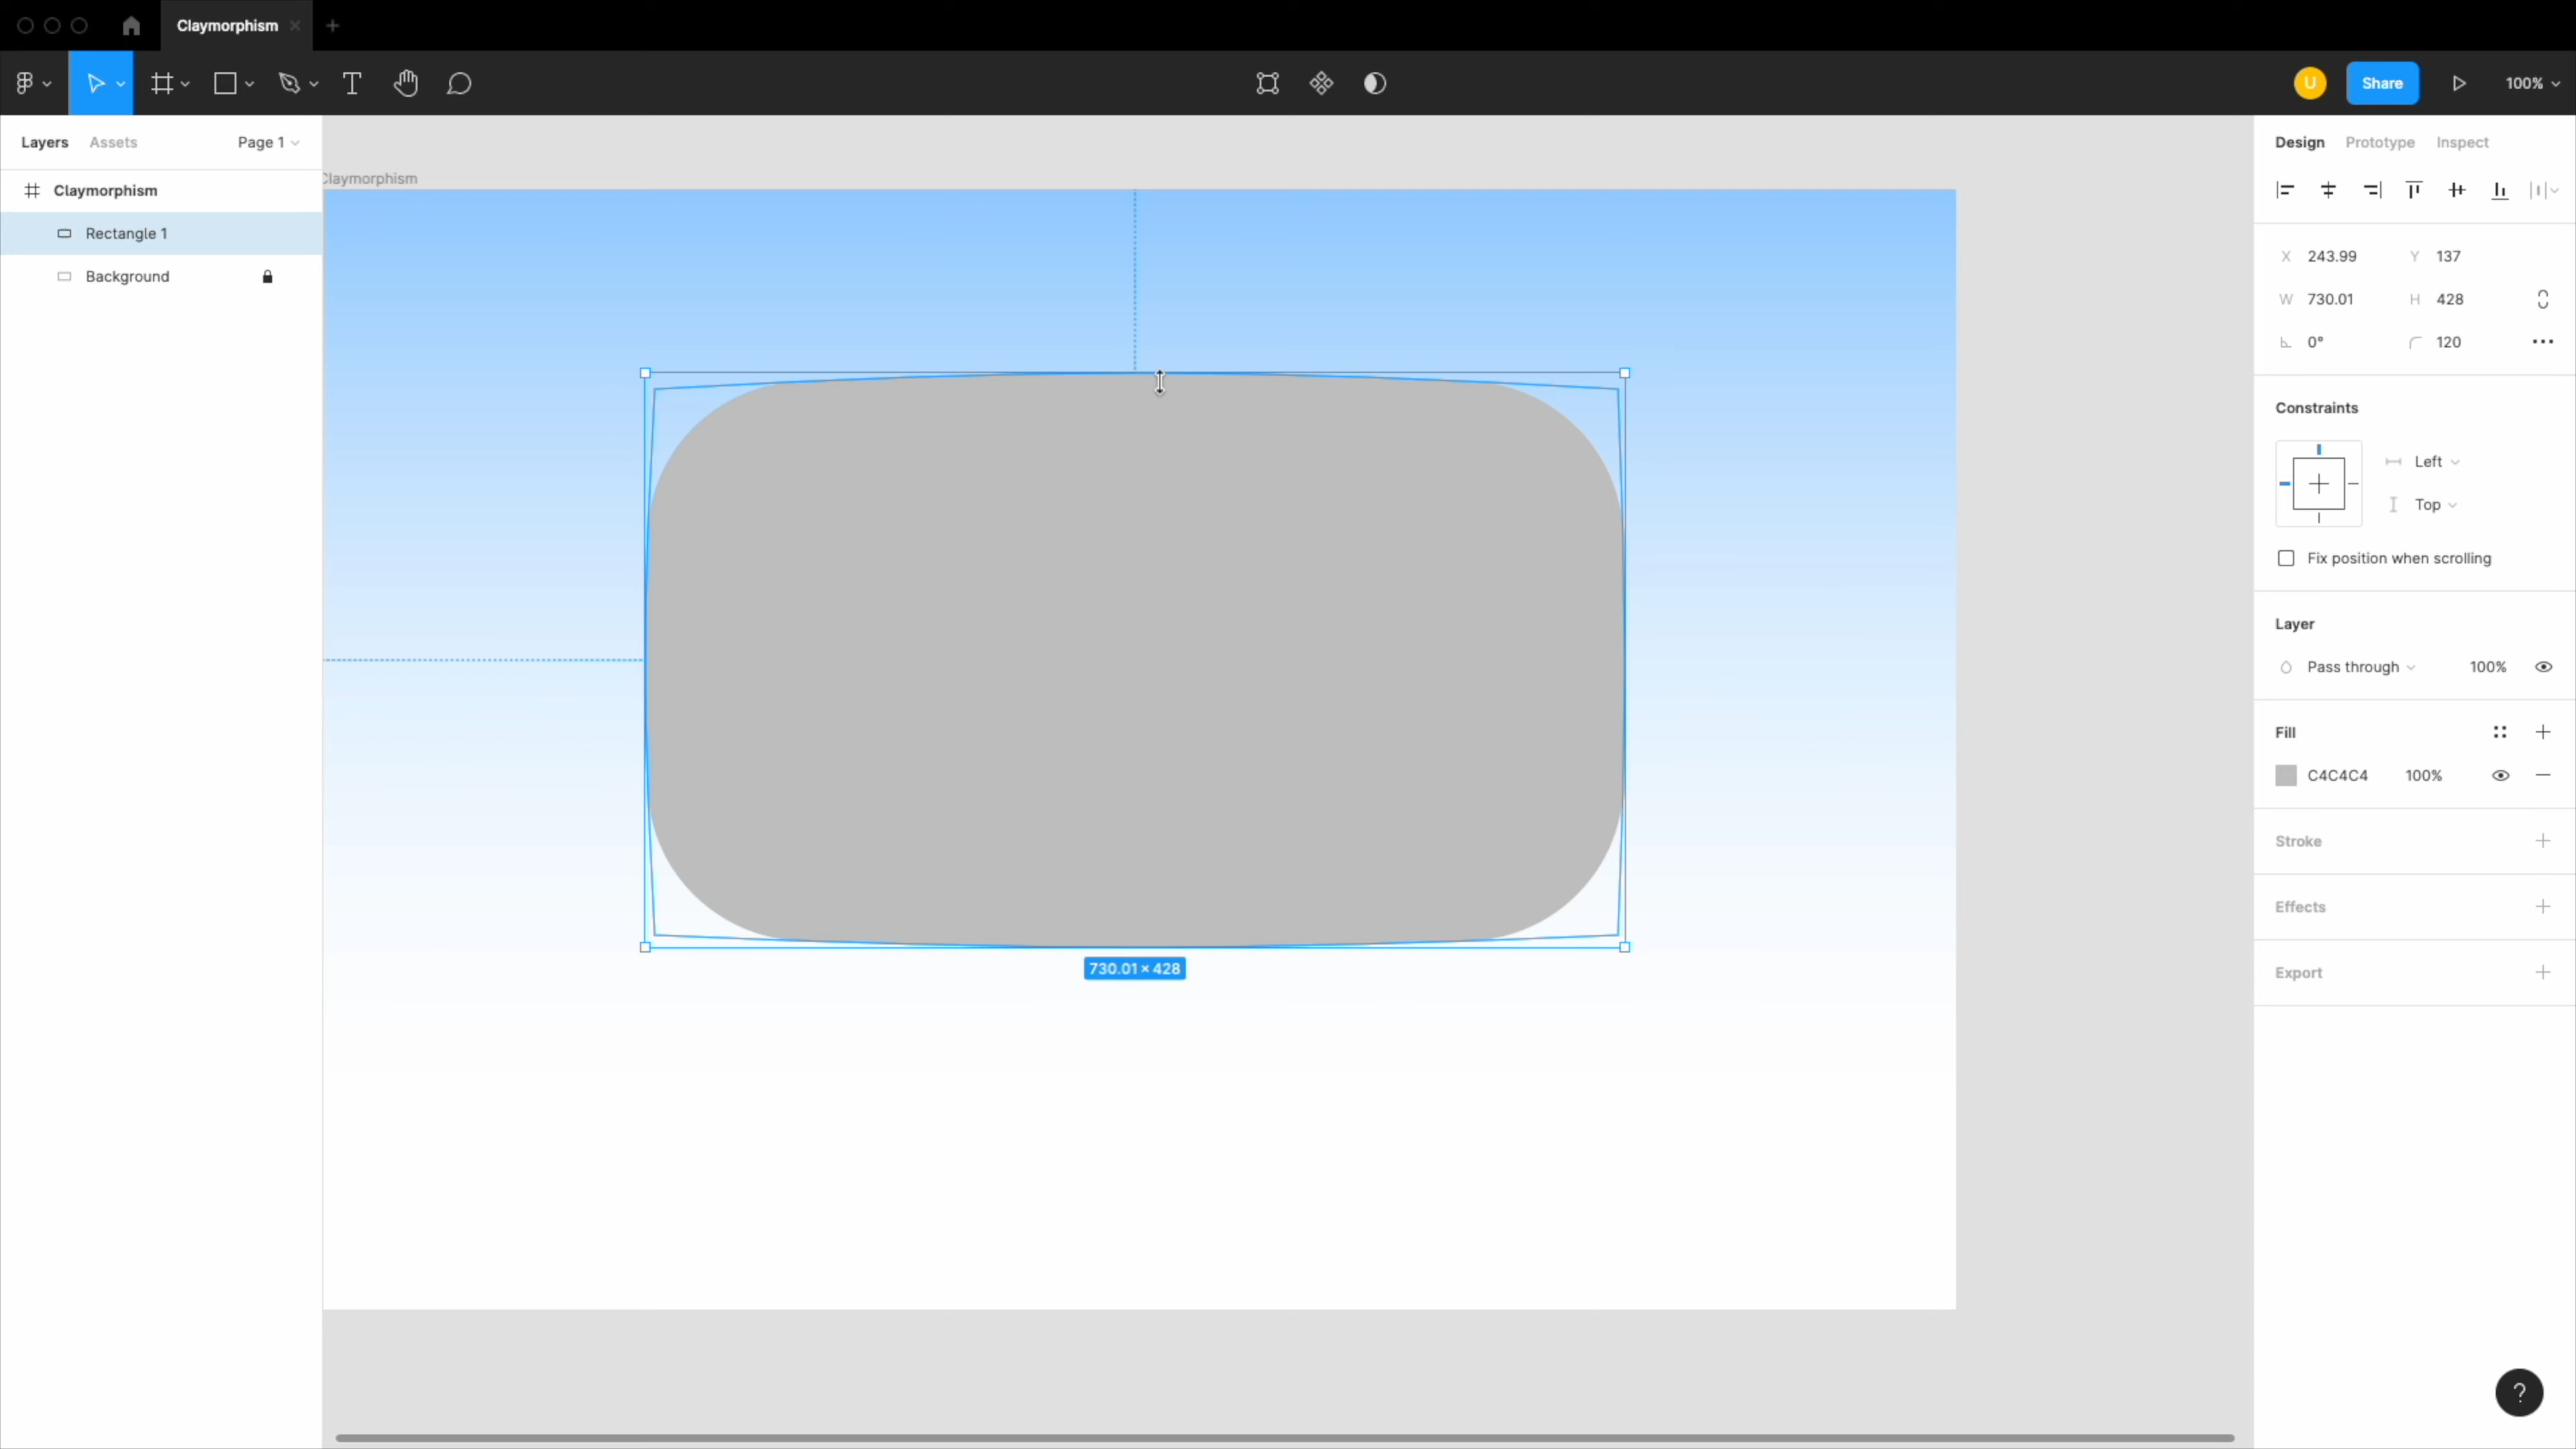 Claymorphism
U
Share
100%
Layers
Assets
Page 1
Claymorphism
Rectangle 1
Background
Claymorphism
730.01 × 428
Design
Prototype
Inspect
X 243.99
Y 137
W 730.01
H 428
0°
120
Constraints
Left
Top
Fix position when scrolling
Layer
Pass through
100%
Fill
C4C4C4
100%
Stroke
Effects
Export
?